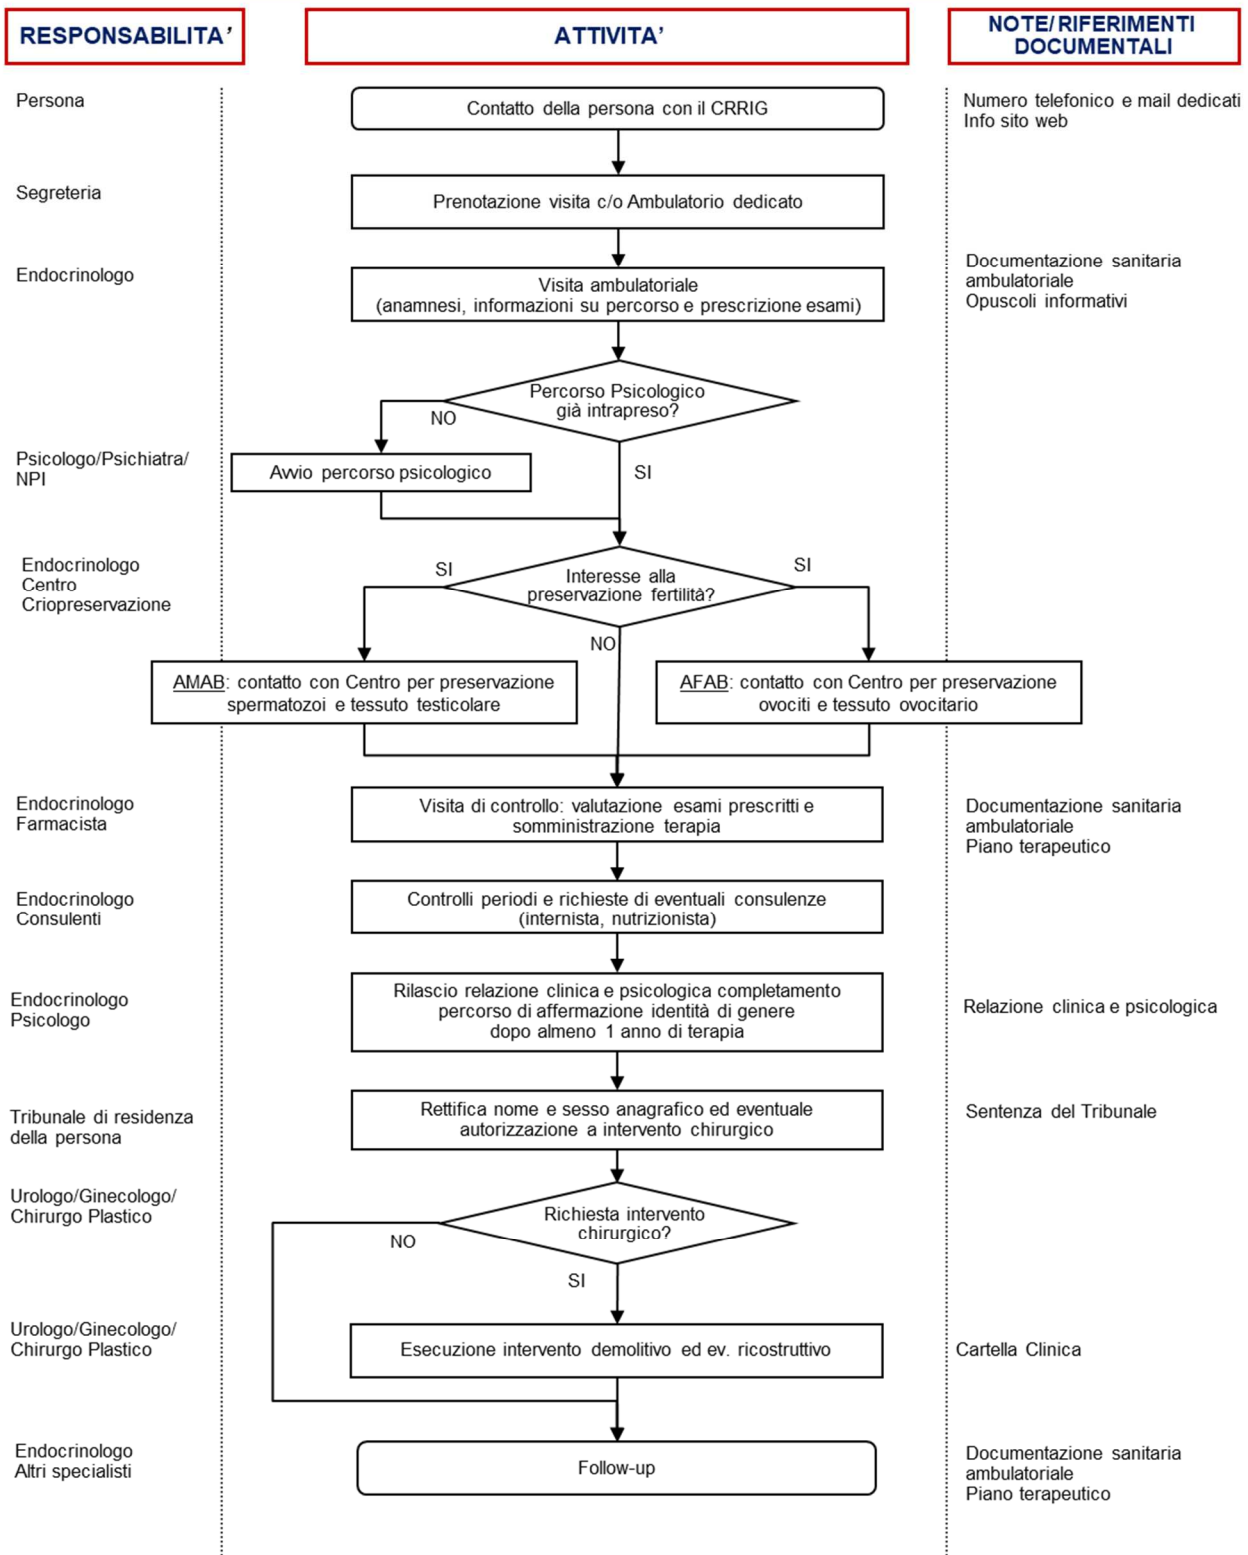 RESPONSABILITA’
ATTIVITA’
NOTE/ RIFERIMENTI
DOCUMENTALI
Persona
Contatto della persona con il CRRIG
Numero telefonico e mail dedicati
Info sito web
Segreteria
Prenotazione visita c/o Ambulatorio dedicato
Endocrinologo
Visita ambulatoriale
(anamnesi, informazioni su percorso e prescrizione esami)
Documentazione sanitaria
ambulatoriale
Opuscoli informativi
Percorso Psicologico
già intrapreso?
NO
SI
Psicologo/Psichiatra/
NPI
Avvio percorso psicologico
Endocrinologo
Centro
Criopreservazione
Interesse alla
preservazione fertilità?
SI
SI
NO
AMAB: contatto con Centro per preservazione
spermatozoi e tessuto testicolare
AFAB: contatto con Centro per preservazione
ovociti e tessuto ovocitario
Endocrinologo
Farmacista
Visita di controllo: valutazione esami prescritti e
somministrazione terapia
Documentazione sanitaria
ambulatoriale
Piano terapeutico
Endocrinologo
Consulenti
Controlli periodi e richieste di eventuali consulenze
(internista, nutrizionista)
Endocrinologo
Psicologo
Rilascio relazione clinica e psicologica completamento
percorso di affermazione identità di genere
dopo almeno 1 anno di terapia
Relazione clinica e psicologica
Tribunale di residenza
della persona
Rettifica nome e sesso anagrafico ed eventuale
autorizzazione a intervento chirurgico
Sentenza del Tribunale
Urologo/Ginecologo/
Chirurgo Plastico
Richiesta intervento
chirurgico?
NO
SI
Urologo/Ginecologo/
Chirurgo Plastico
Esecuzione intervento demolitivo ed ev. ricostruttivo
Cartella Clinica
Endocrinologo
Altri specialisti
Follow-up
Documentazione sanitaria
ambulatoriale
Piano terapeutico